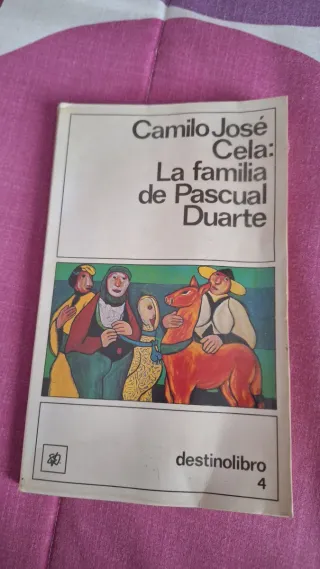 Camilo José
Cela:
La familia
de Pascual
Duarte
destinolibro
4